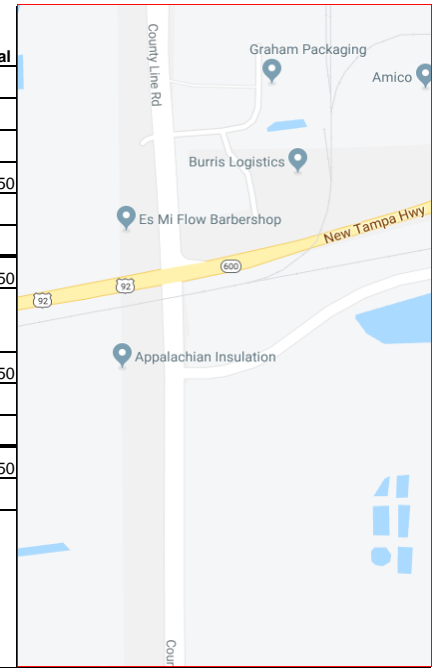 al
Graham Packaging
County Line Rd
Amico
Burris Logistics
50
Es Mi Flow Barbershop
New Tampa Hwy
600
50
92
92
Appalachian Insulation
50
50
Coun